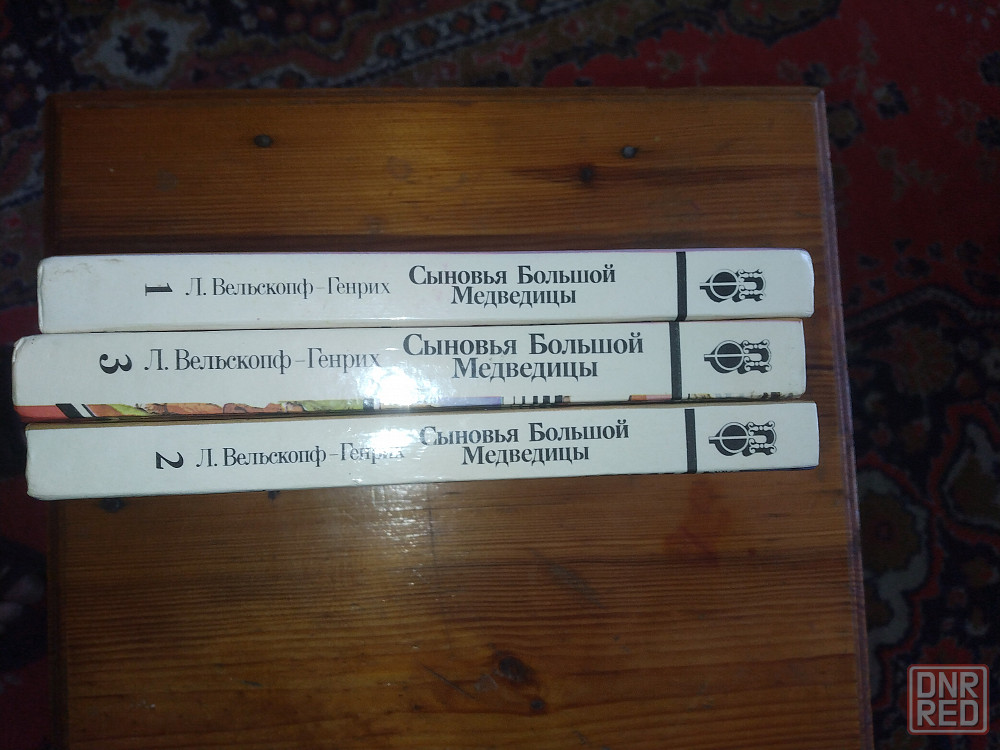 1 Л. Вельскопф-Генрих Сыновья Большой
Медведицы
3 Л. Вельскопф-Генрих Сыновья Большой
Медведицы
2 Л. Вельскопф-Генрих Сыновья Большой
Медведицы
DNR
RED